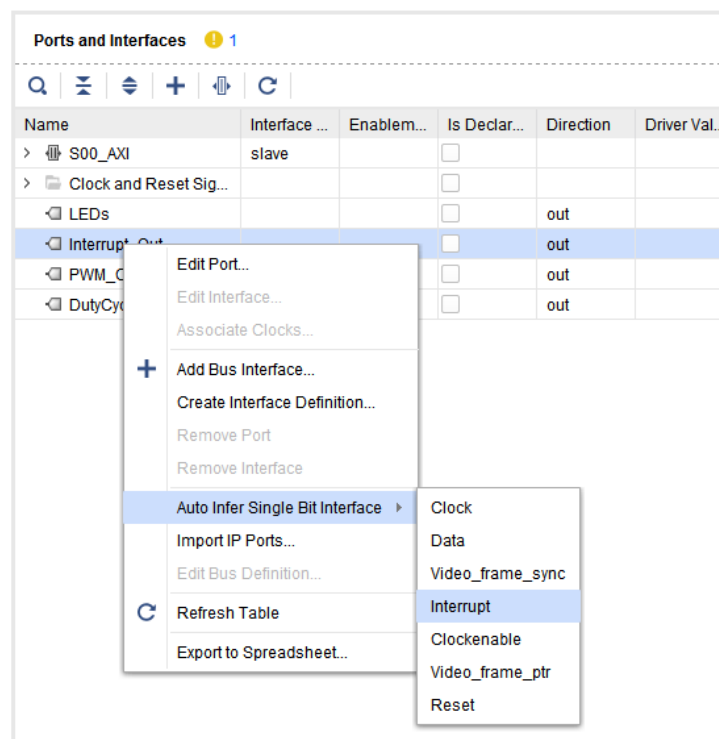 Ports and Interfaces 1
Name Interface ... Enablem... Is Declar... Direction Driver Val...
S00_AXI slave
Clock and Reset Sig...
LEDs out
Interrupt_Out out
PWM_ out
DutyCy out
Edit Port...
Edit Interface...
Associate Clocks...
Add Bus Interface...
Create Interface Definition...
Remove Port
Remove Interface
Auto Infer Single Bit Interface
Import IP Ports...
Edit Bus Definition...
Refresh Table
Export to Spreadsheet...
Clock
Data
Video_frame_sync
Interrupt
Clockenable
Video_frame_ptr
Reset